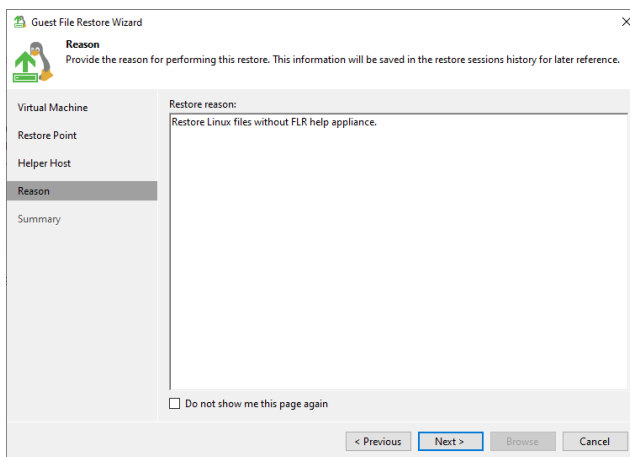 Guest File Restore Wizard
Reason
Provide the reason for performing this restore. This information will be saved in the restore sessions history for later reference.
Virtual Machine
Restore Point
Helper Host
Reason
Summary
Restore reason:
Restore Linux files without FLR help appliance.
Do not show me this page again
< Previous
Next >
Browse
Cancel